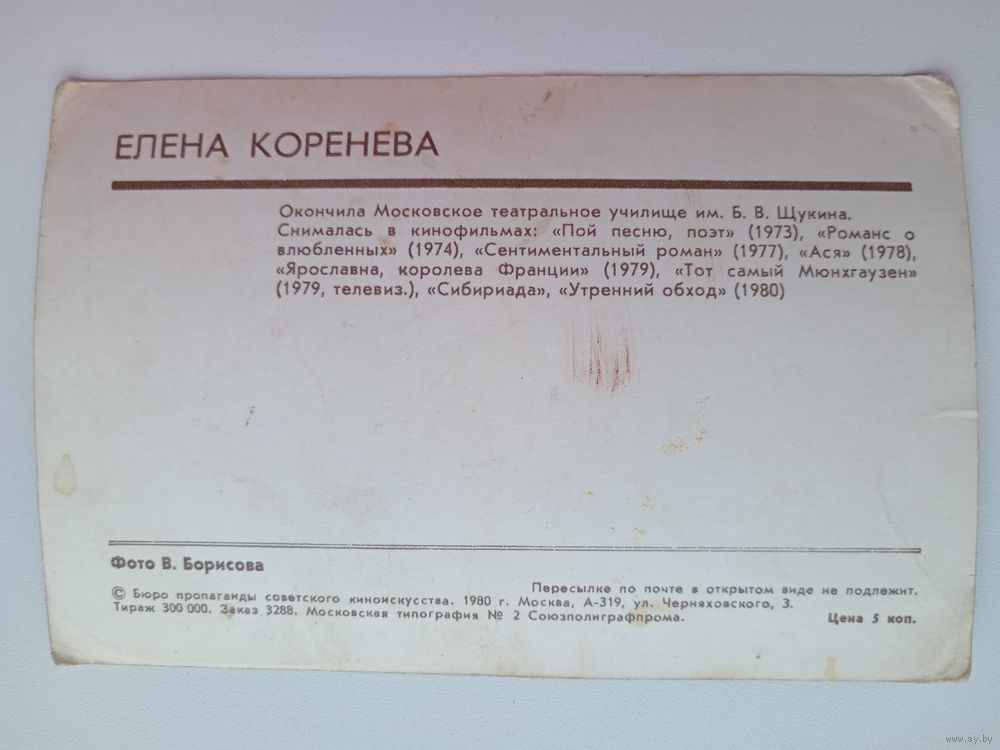 ЕЛЕНА КОРЕНЕВА
Окончила Московское театральное училище им. Б. В. Щукина.
Снималась в кинофильмах: «Пой песню, поэт» (1973), «Романс о
влюбленных» (1974), «Сентиментальный роман» (1977), «Ася» (1978),
«Ярославна, королева Франции» (1979), «Тот самый Мюнхгаузен»
(1979, телевиз.), «Сибириада», «Утренний обход» (1980)
Фото В. Борисова
Пересылке по почте в открытом виде не подлежит.
© Бюро пропаганды советского киноискусства. 1980 г. Москва, А-319, ул. Черняховского, 3.
Тираж 300 000. Заказ 3288. Московская типография № 2 Союзполиграфпрома.
Цена 5 коп.
www.ay.by